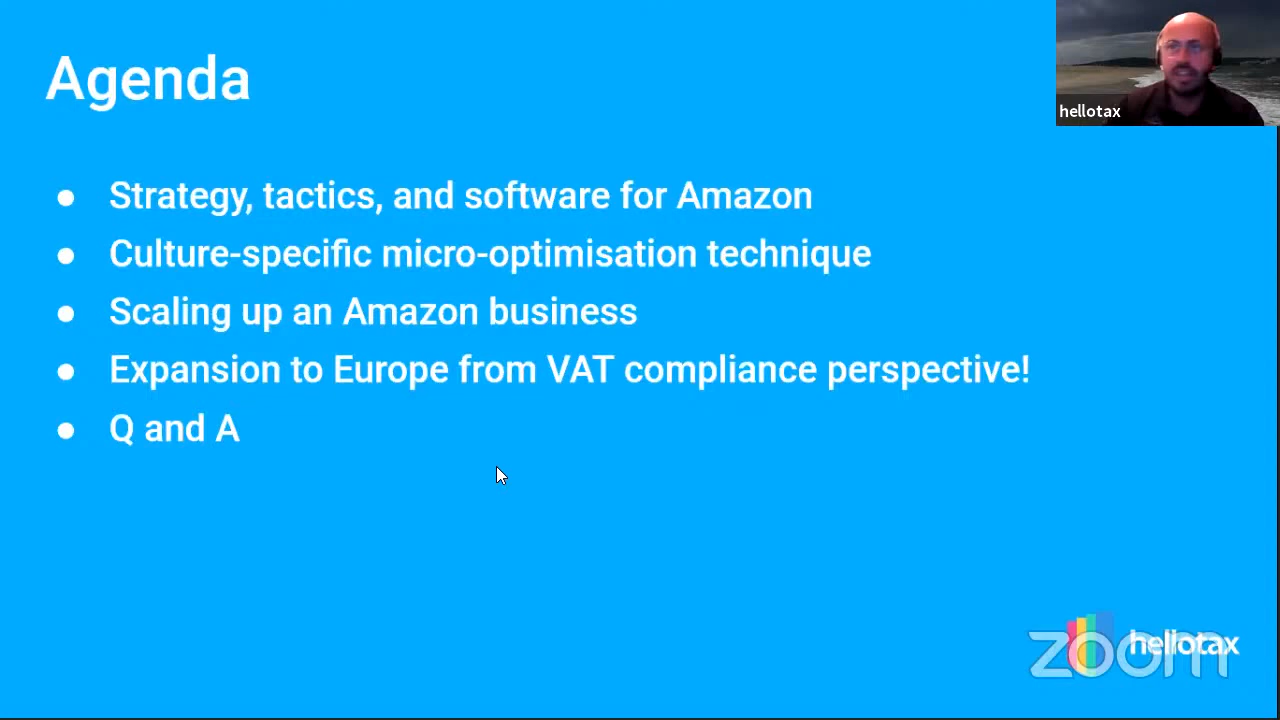 Agenda
hellotax
● Strategy, tactics, and software for Amazon
● Culture-specific micro-optimisation technique
● Scaling up an Amazon business
● Expansion to Europe from VAT compliance perspective!
● Q and A
hellotax
zoom